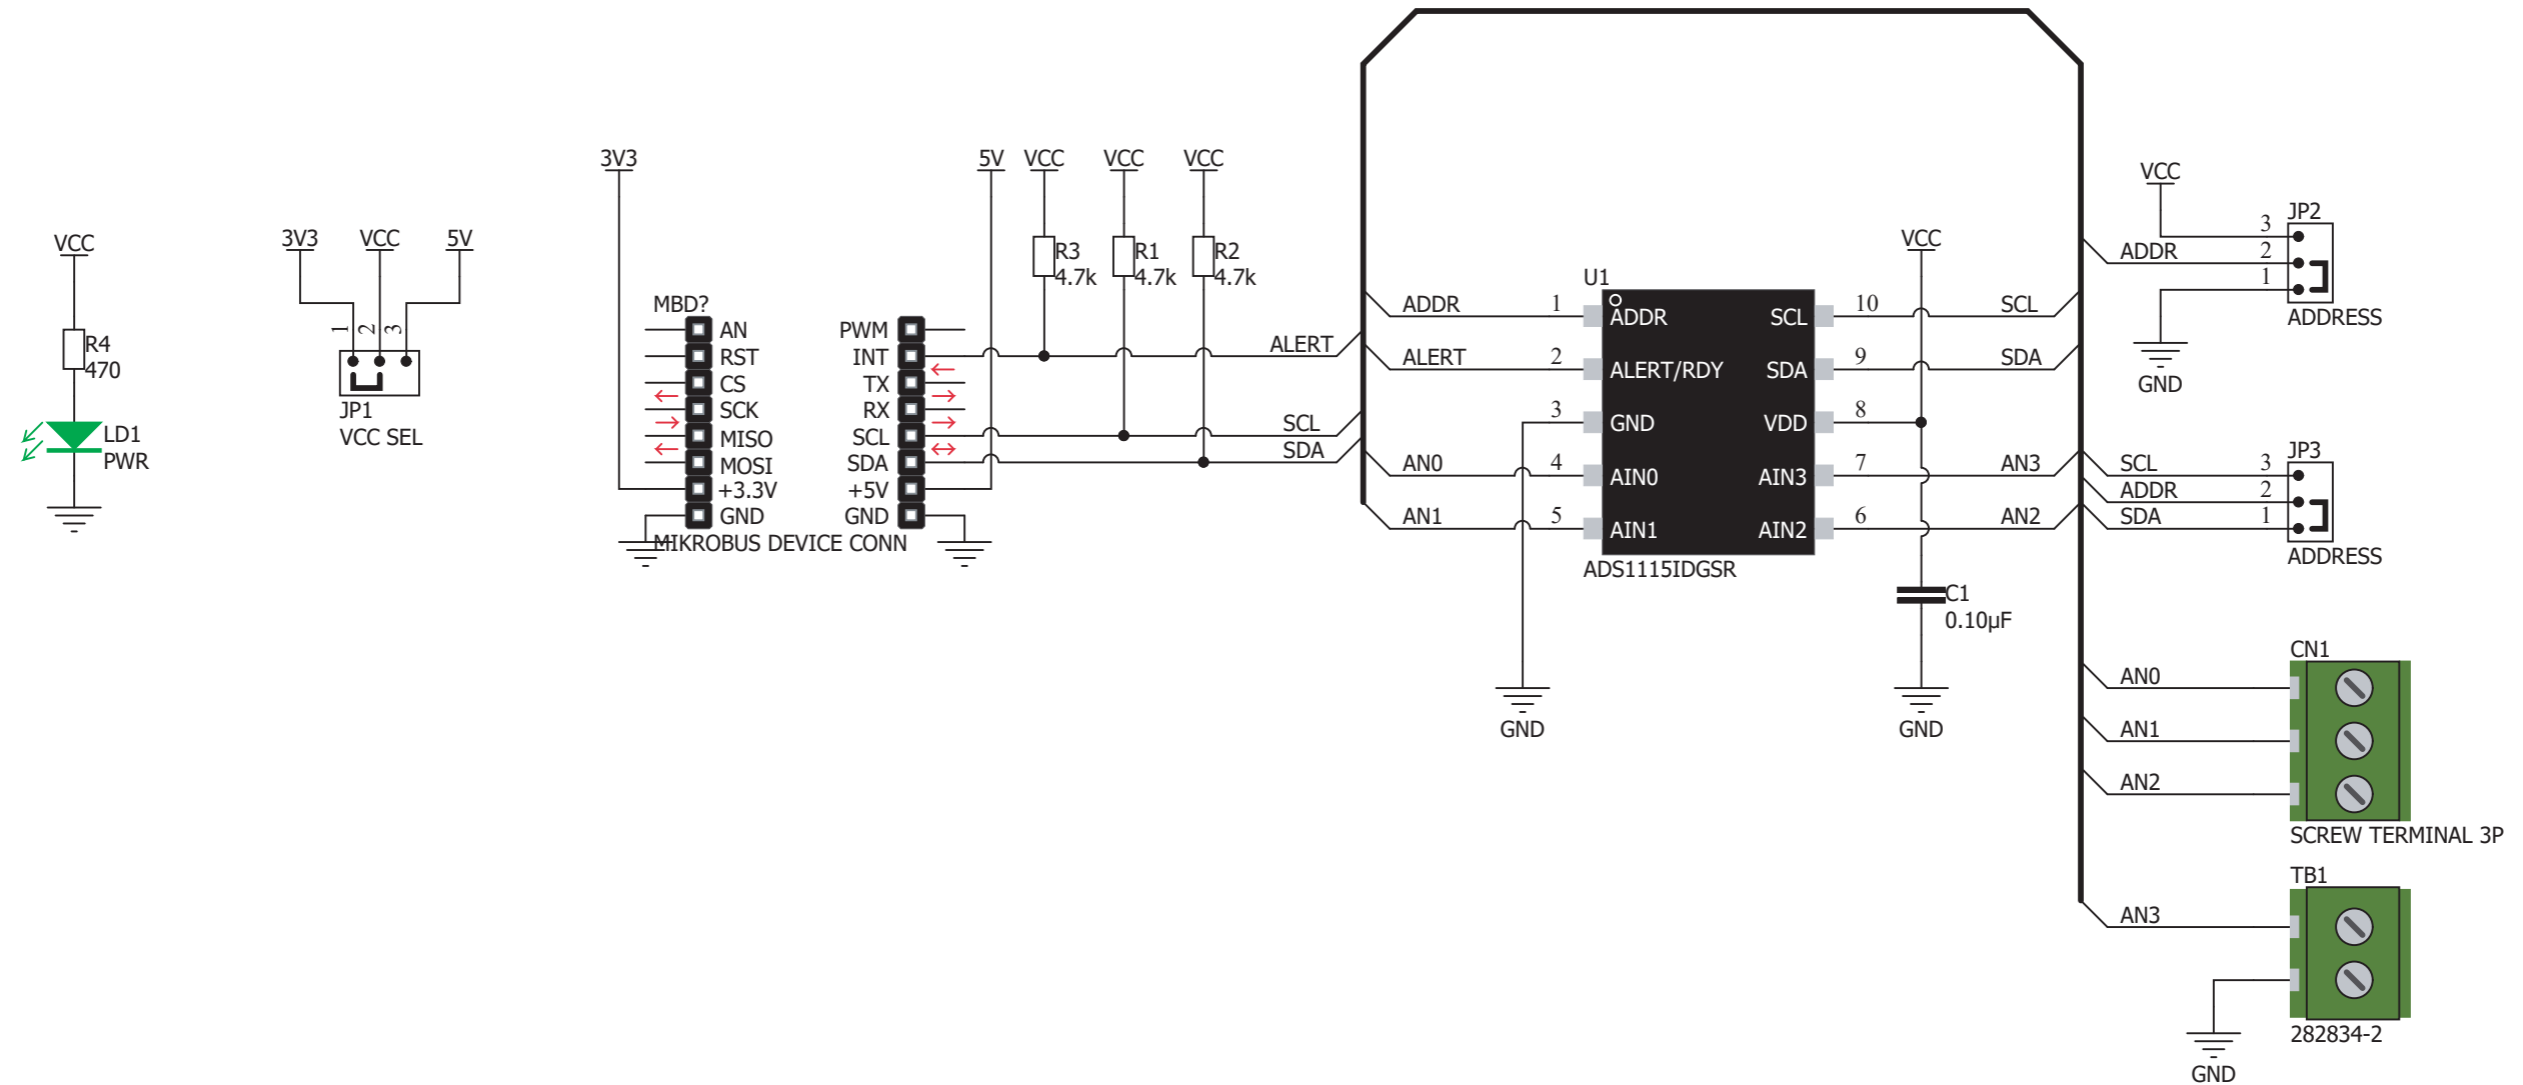 VCC
R4
470
LD1
PWR
3V3
VCC
5V
1
2
3
JP1
VCC SEL
3V3
MBD?
AN
RST
CS
SCK
MISO
MOSI
+3.3V
GND
PWM
INT
TX
RX
SCL
SDA
+5V
GND
MIKROBUS DEVICE CONN
5V
VCC
VCC
VCC
R3
4.7k
R1
4.7k
R2
4.7k
ALERT
SCL
SDA
ADDR
ALERT
AN0
AN1
1
2
3
4
5
U1
ADDR
ALERT/RDY
GND
AIN0
AIN1
SCL
SDA
VDD
AIN3
AIN2
ADS1115IDGSR
10
9
8
7
6
SCL
SDA
AN3
AN2
GND
VCC
C1
0.10µF
GND
VCC
JP2
3
ADDR
2
1
ADDRESS
GND
JP3
SCL
3
ADDR
2
SDA
1
ADDRESS
CN1
AN0
AN1
AN2
SCREW TERMINAL 3P
TB1
AN3
282834-2
GND